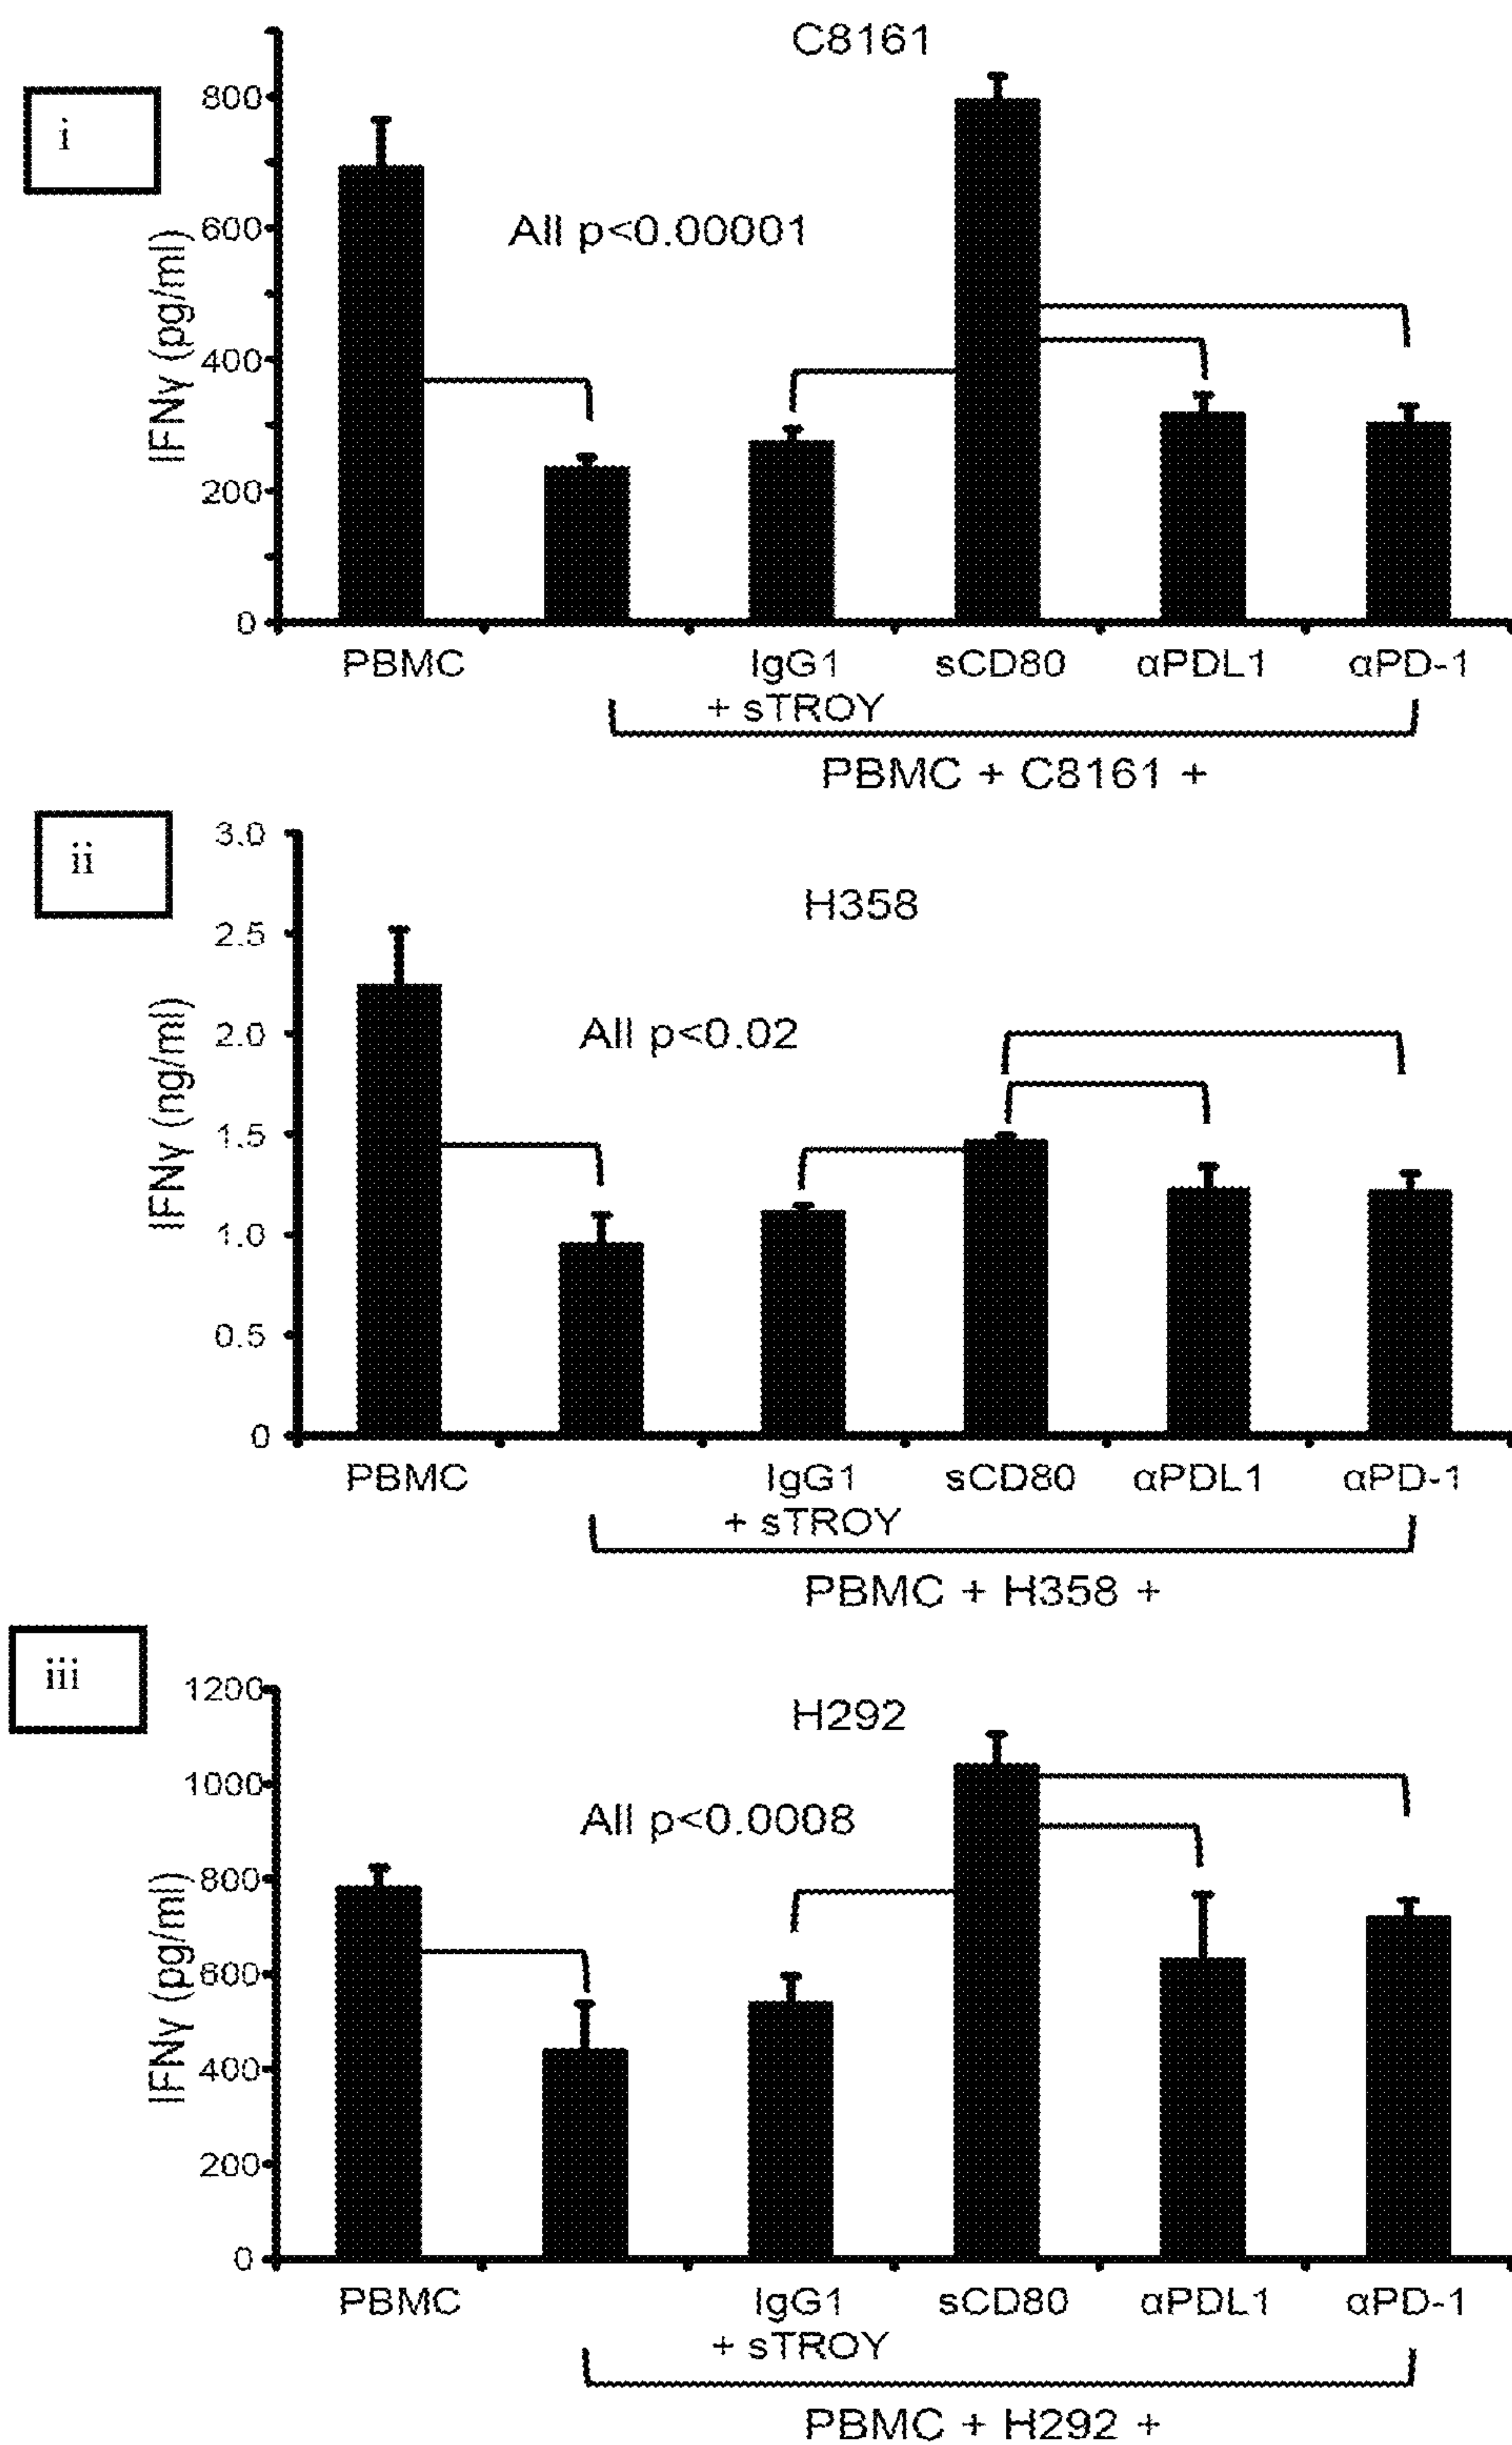 C8161
i
800
600
400
200
0
IFNγ (pg/ml)
All p<0.00001
PBMC IgG1 sCD80 αPDL1 αPD-1
+ sTROY
PBMC + C8161 +
ii
3.0
2.5
2.0
1.5
1.0
0.5
0
IFNγ (ng/ml)
H358
All p<0.02
PBMC IgG1 sCD80 αPDL1 αPD-1
+ sTROY
PBMC + H358 +
iii
1200
1000
800
600
400
200
0
IFNγ (pg/ml)
H292
All p<0.0008
PBMC IgG1 sCD80 αPDL1 αPD-1
+ sTROY
PBMC + H292 +